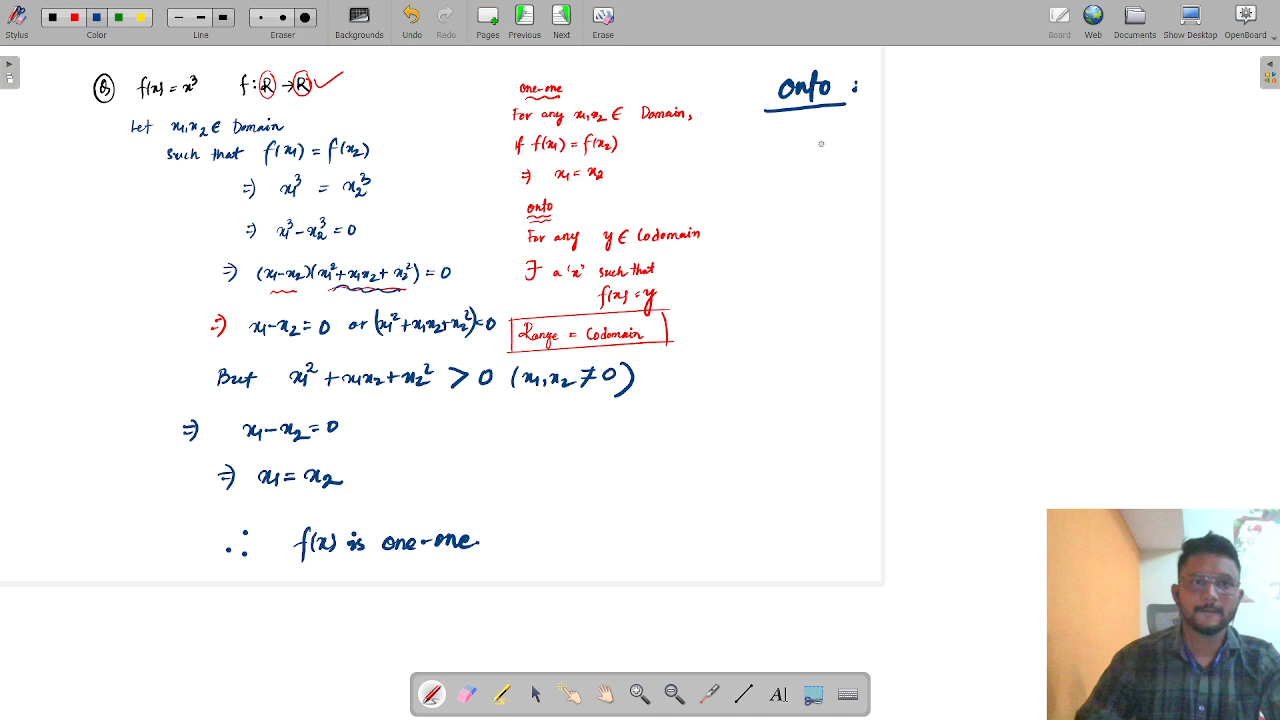 Stylus
Color
Line
Eraser
Backgrounds
Undo
Redo
Pages
Previous
Next
Erase
Board
Web
Documents
Show Desktop
OpenBoard
Q f(x) = x³ f : R → R ✓
Let x₁, x₂ ∈ Domain
such that f(x₁) = f(x₂)
⇒ x₁³ = x₂³
⇒ x₁³ − x₂³ = 0
⇒ (x₁−x₂)(x₁²+x₁x₂+x₂²) = 0
⇒ x₁−x₂ = 0 or (x₁²+x₁x₂+x₂²)=0
But x₁² + x₁x₂ + x₂² > 0 (x₁, x₂ ≠ 0)
⇒ x₁ − x₂ = 0
⇒ x₁ = x₂
∴ f(x) is one-one.
one-one
For any x₁, x₂ ∈ Domain,
if f(x₁) = f(x₂)
⇒ x₁ = x₂
onto
For any y ∈ Codomain
∃ a 'x' such that
f(x) = y
Range = Codomain
onto :
AI